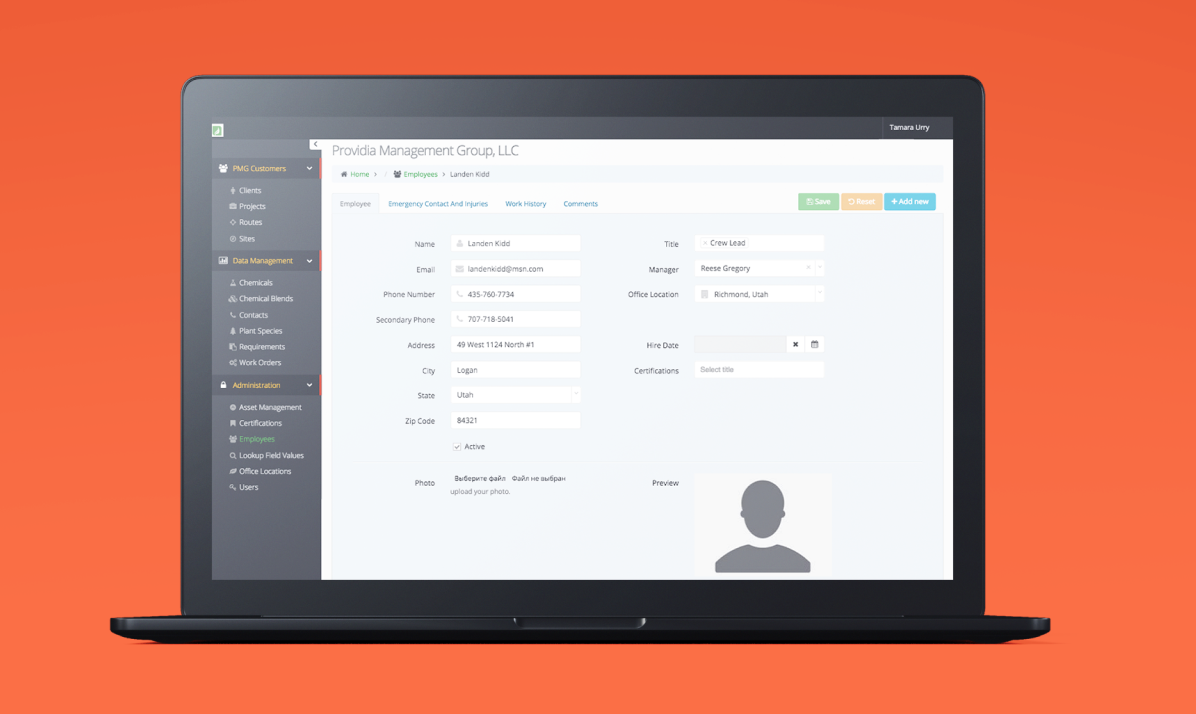 Tamara Urry
Providia Management Group, LLC
Home > / Employees > Landen Kidd
PMG Customers
Clients
Projects
Routes
Sites
Data Management
Chemicals
Chemical Blends
Contacts
Plant Species
Requirements
Work Orders
Administration
Asset Management
Certifications
Employees
Lookup Field Values
Office Locations
Users
Employee Emergency Contact And Injuries Work History Comments Save Reset + Add new
Name Landen Kidd Title × Crew Lead
Email landenkidd@msn.com Manager Reese Gregory ×
Phone Number 435-760-7734 Office Location Richmond, Utah
Secondary Phone 707-718-5041
Address 49 West 1124 North #1 Hire Date
City Logan Certifications Select title
State Utah
Zip Code 84321
Active
Photo Выберите файл Файл не выбран Preview
upload your photo.